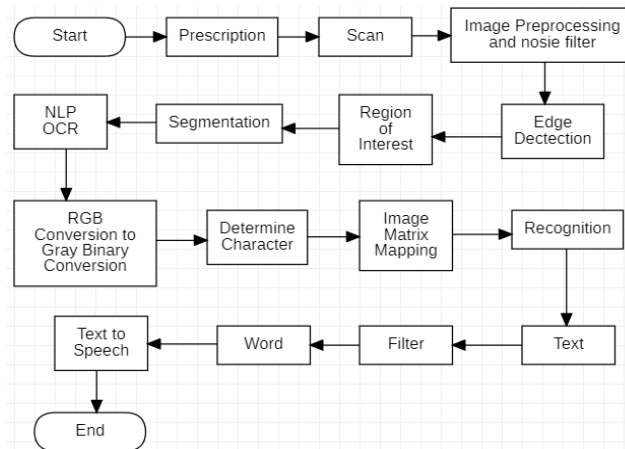 Start
Prescription
Scan
Image Preprocessing
and nosie filter
Edge
Dectection
Region
of
Interest
Segmentation
NLP
OCR
RGB
Conversion to
Gray Binary
Conversion
Determine
Character
Image
Matrix
Mapping
Recognition
Text
Filter
Word
Text to
Speech
End